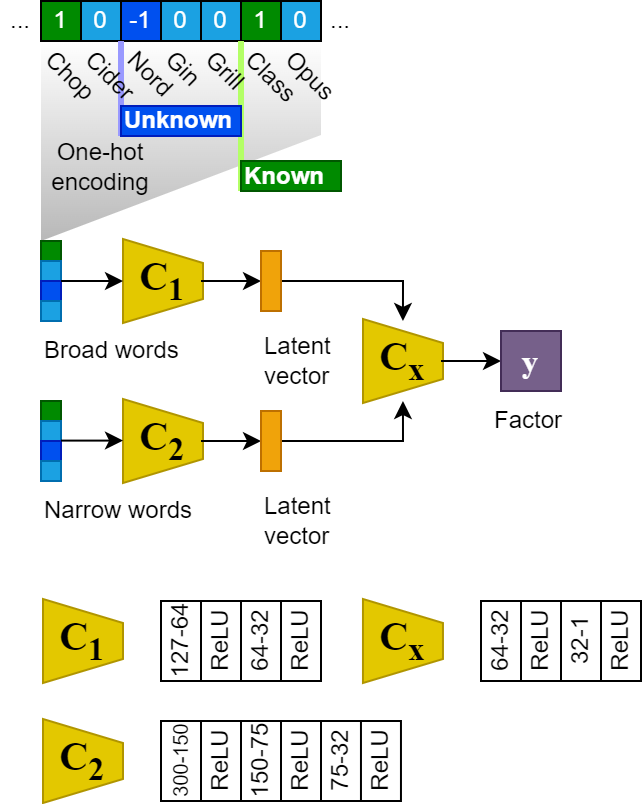 ... 1 0 -1 0 0 1 0 ...
Chop Cider Nord Gin Grill Class Opus
Unknown
One-hot
encoding
Known
C1
Broad words
Latent
vector
Cx
y
Factor
C2
Narrow words
Latent
vector
C1 127-64 ReLU 64-32 ReLU
Cx 64-32 ReLU 32-1 ReLU
C2 300-150 ReLU 150-75 ReLU 75-32 ReLU